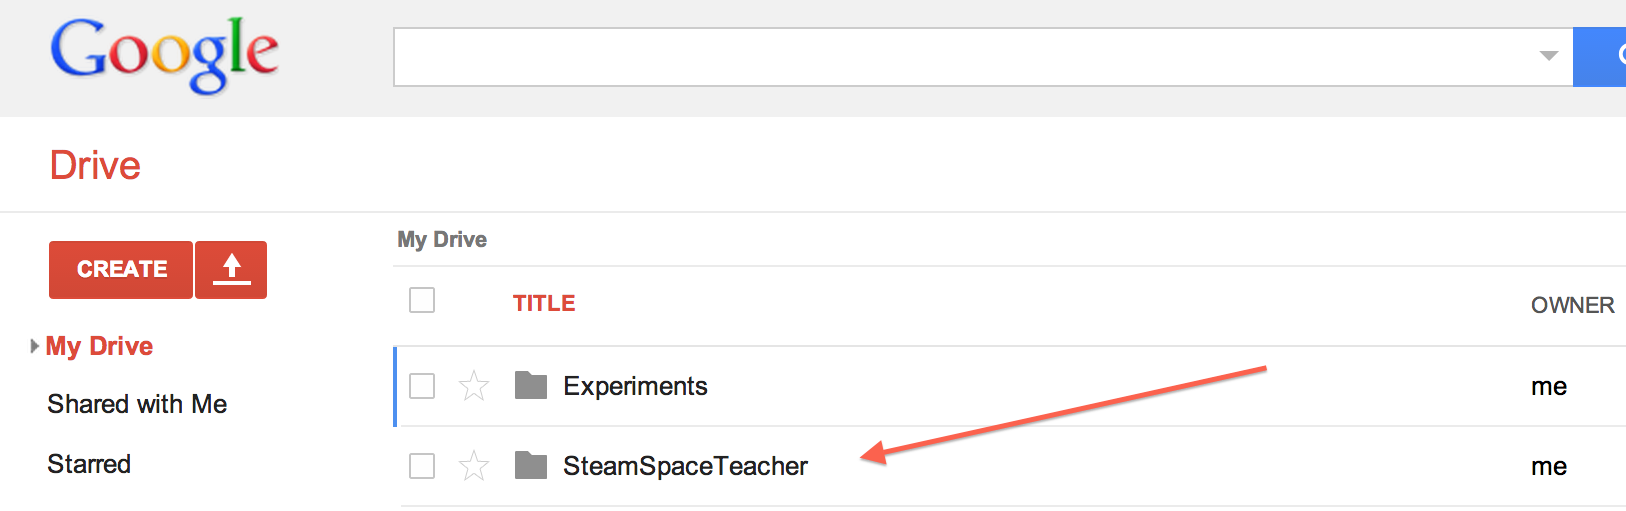 Google
Drive
My Drive
CREATE
TITLE
OWNER
My Drive
Experiments
me
Shared with Me
Starred
SteamSpaceTeacher
me